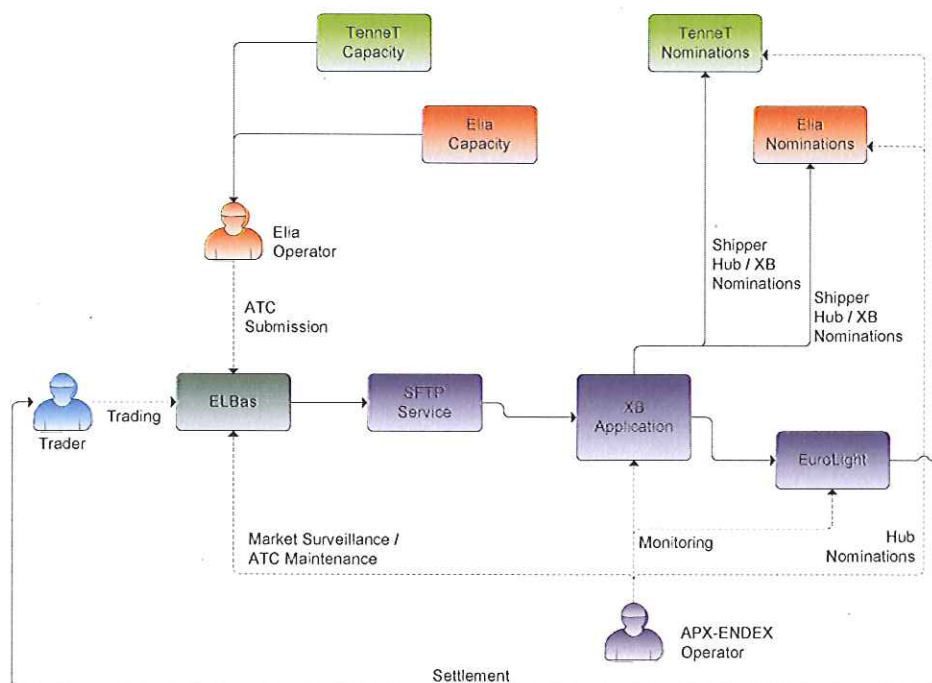 TenneT
Capacity
TenneT
Nominations
Elia
Capacity
Elia
Nominations
Elia
Operator
Shipper
Hub / XB
Nominations
Shipper
Hub / XB
Nominations
ATC
Submission
ELBas
SFTP
Service
XB
Application
Trading
Trader
EuroLight
Market Surveillance /
ATC Maintenance
Monitoring
Hub
Nominations
APX-ENDEX
Operator
Settlement